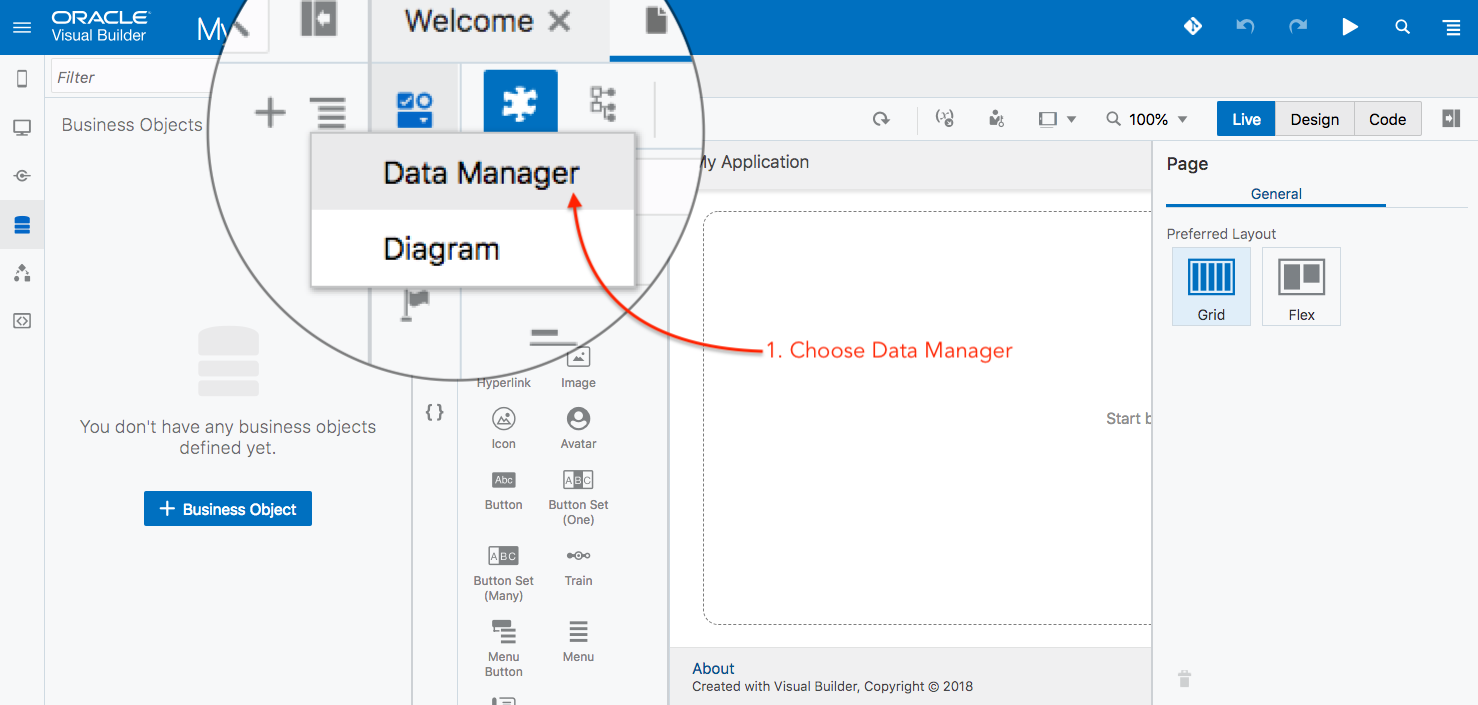 ORACLE®
Visual Builder
My
Welcome
Filter
Business Objects
Data Manager
Diagram
100%
Live
Design
Code
My Application
Page
General
Preferred Layout
Grid
Flex
1. Choose Data Manager
Hyperlink
Image
Icon
Avatar
Abc
Button
ABC
Button Set
(One)
ABC
Button Set
(Many)
Train
Menu
Button
Menu
You don't have any business objects
defined yet.
+ Business Object
{}
(x)
Start b
About
Created with Visual Builder, Copyright © 2018